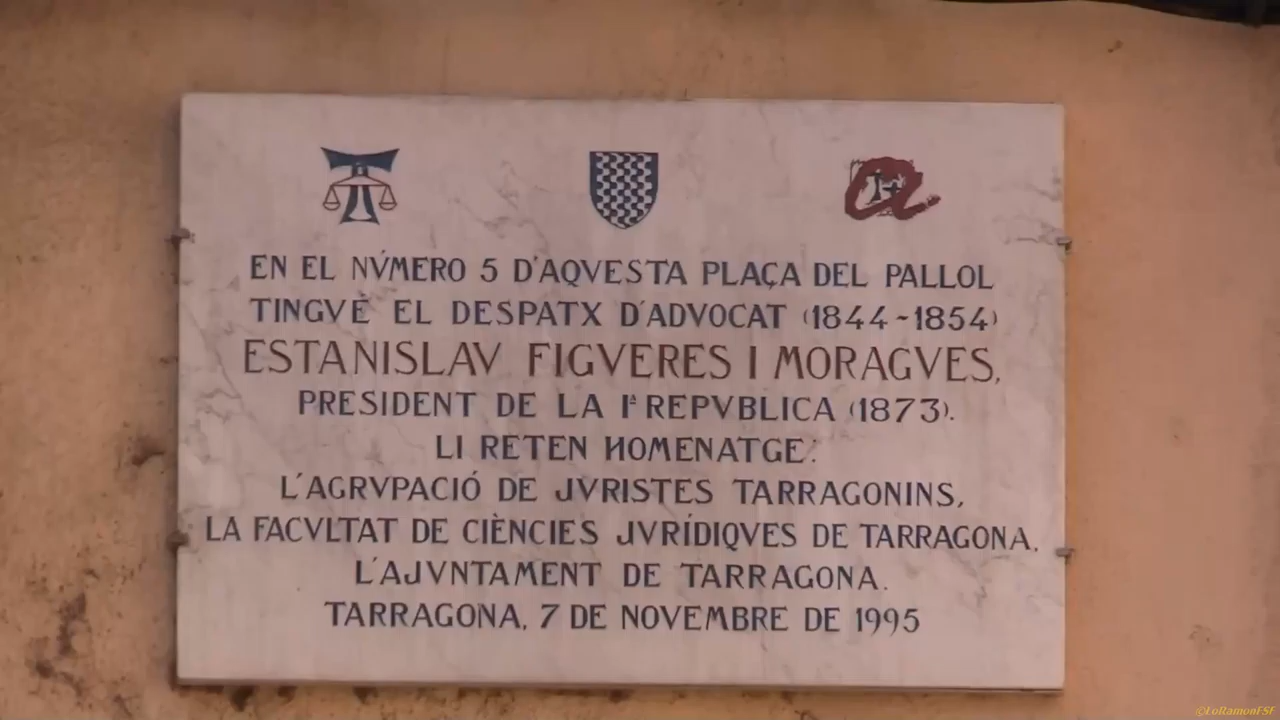 EN EL NVMERO 5 D'AQVESTA PLAÇA DEL PALLOL
TINGVÉ EL DESPATX D'ADVOCAT (1844-1854)
ESTANISLAV FIGVERES I MORAGVES,
PRESIDENT DE LA Iª REPVBLICA (1873).
LI RETEN HOMENATGE:
L'AGRVPACIÓ DE JVRISTES TARRAGONINS,
LA FACVLTAT DE CIÈNCIES JVRÍDIQVES DE TARRAGONA,
L'AJVNTAMENT DE TARRAGONA.
TARRAGONA, 7 DE NOVEMBRE DE 1995
©LoRamonFSF